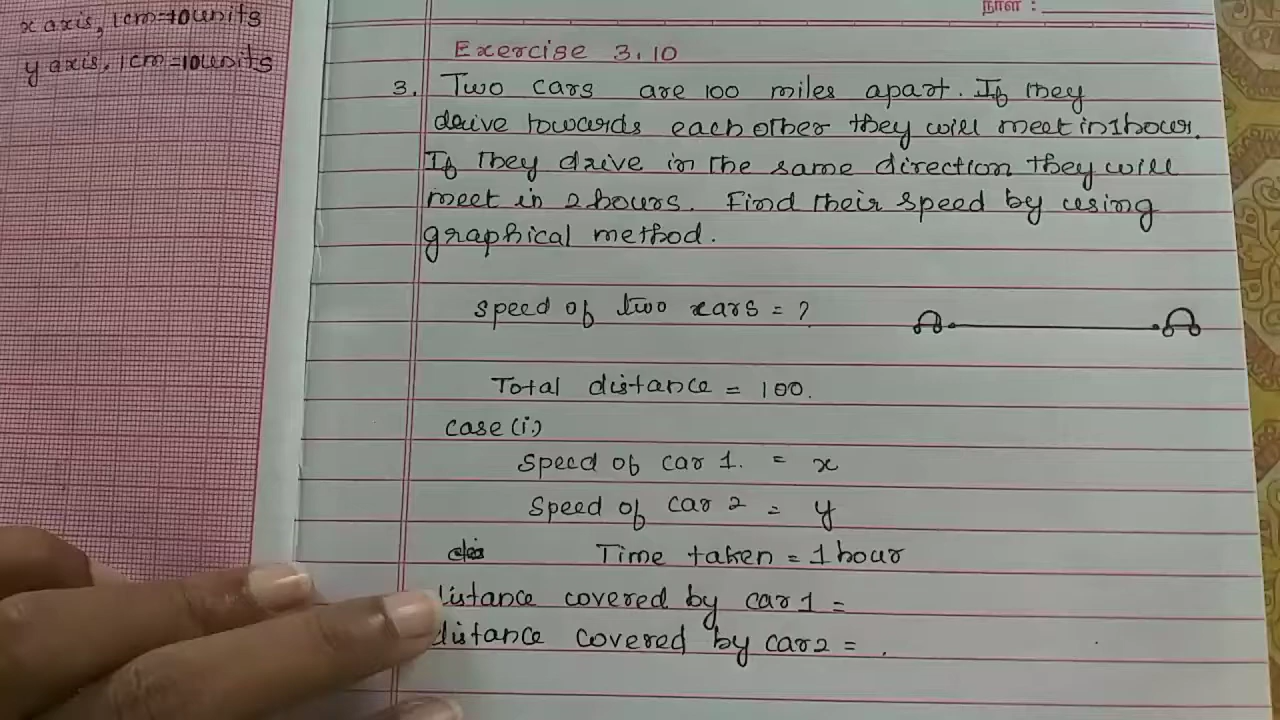 x axis, 1cm=10units
y axis, 1cm=10units
நாள் :
Exercise 3.10
3. Two cars are 100 miles apart. If they
drive towards each other they will meet in 1 hour.
If they drive in the same direction they will
meet in 2 hours. Find their speed by using
graphical method.
Speed of two cars = ?
Total distance = 100.
Case (i)
Speed of car 1. = x
Speed of car 2 = y
Time taken = 1 hour
distance covered by car 1 =
distance covered by car 2 = .